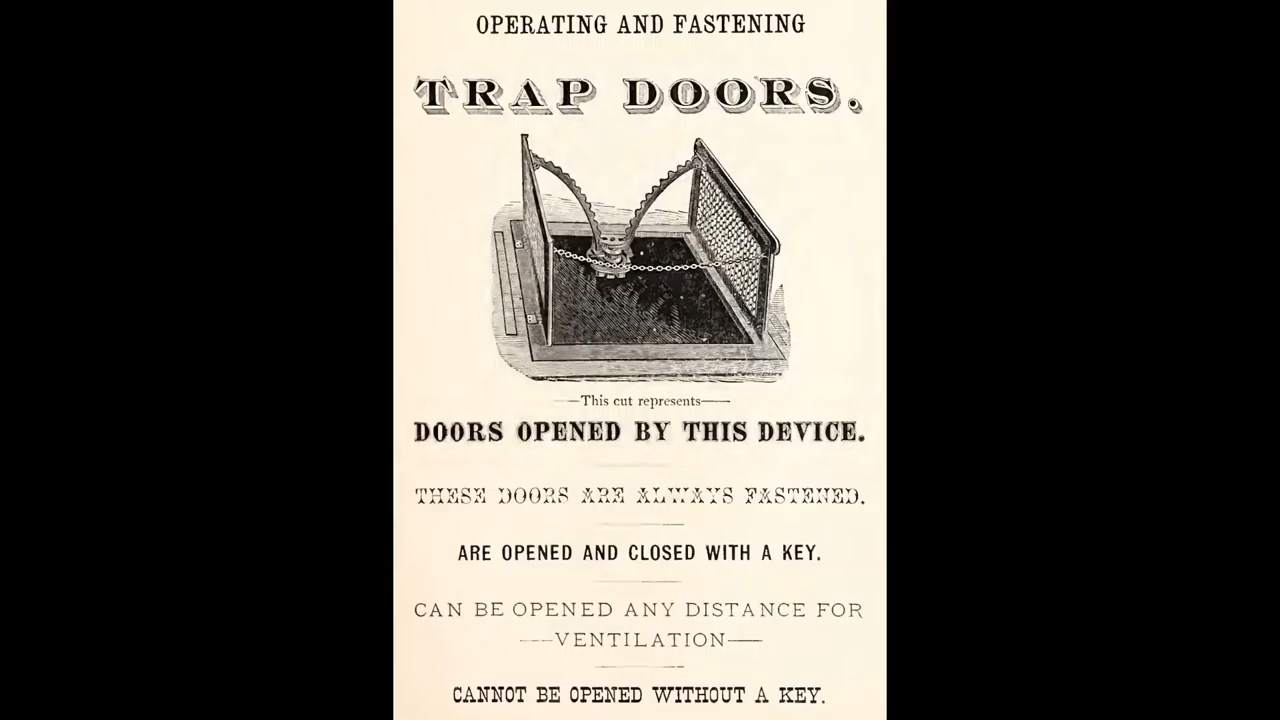 OPERATING AND FASTENING
TRAP DOORS.
—This cut represents—
DOORS OPENED BY THIS DEVICE.
THESE DOORS ARE ALWAYS FASTENED.
ARE OPENED AND CLOSED WITH A KEY.
CAN BE OPENED ANY DISTANCE FOR
—VENTILATION—
CANNOT BE OPENED WITHOUT A KEY.